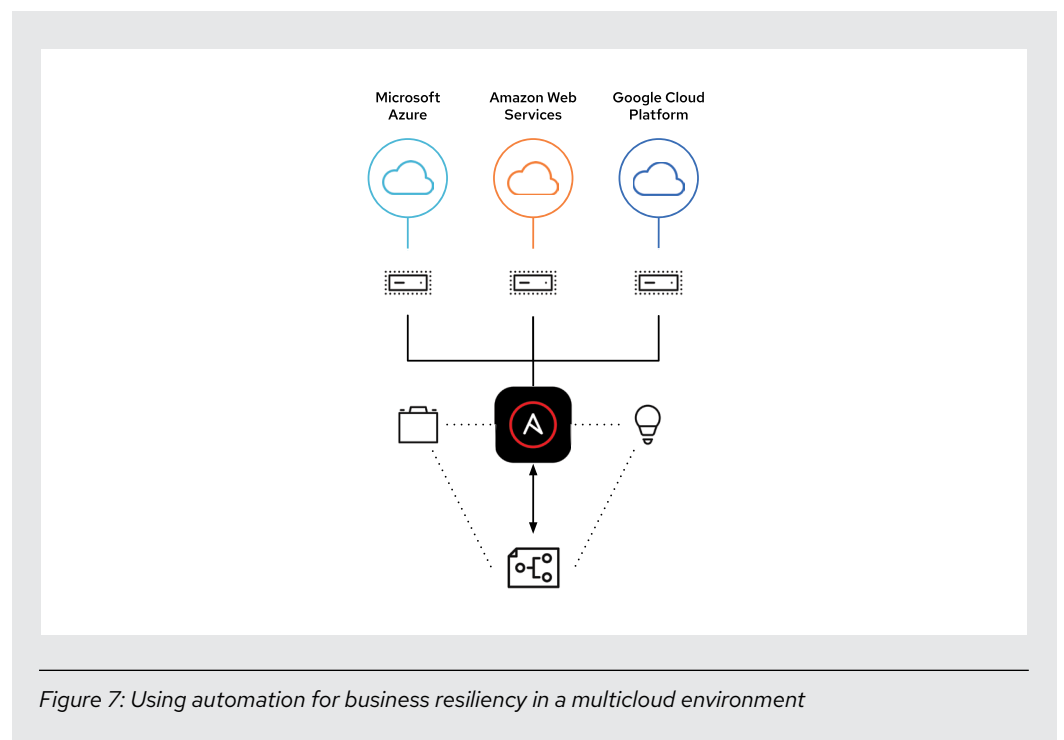 Microsoft
Azure
Amazon Web
Services
Google Cloud
Platform
Figure 7: Using automation for business resiliency in a multicloud environment